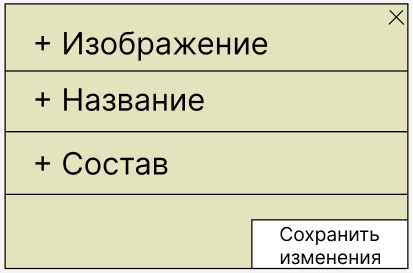 + Изображение
+ Название
+ Состав
Сохранить
изменения